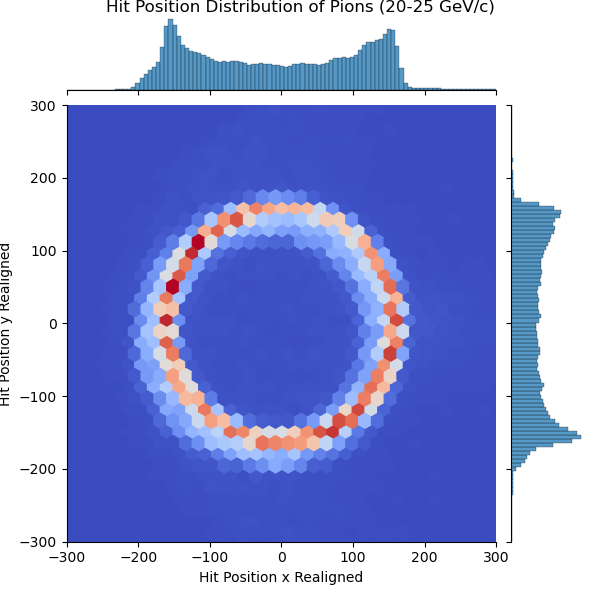 Hit Position Distribution of Pions (20-25 GeV/c)
300
200
100
0
−100
−200
−300
Hit Position y Realigned
−300 −200 −100 0 100 200 300
Hit Position x Realigned